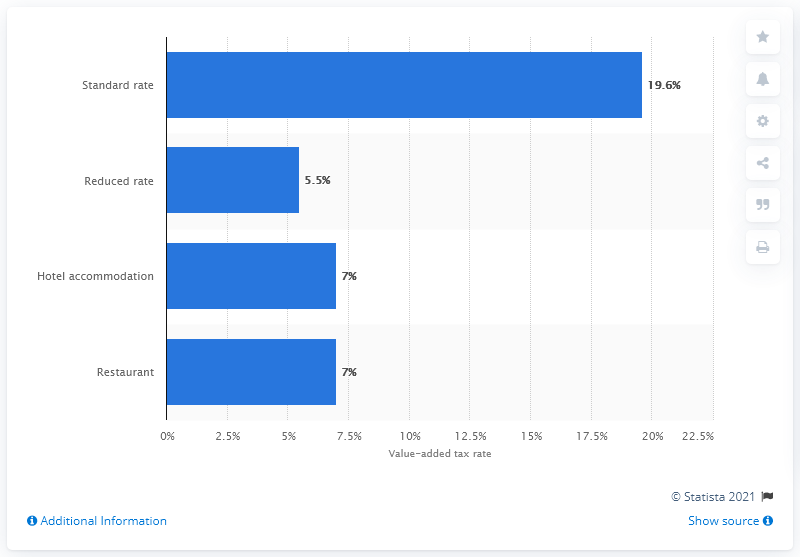 Standard rate 19.6%
Reduced rate 5.5%
Hotel accommodation 7%
Restaurant 7%
0% 2.5% 5% 7.5% 10% 12.5% 15% 17.5% 20% 22.5%
Value-added tax rate
© Statista 2021
Additional Information Show source